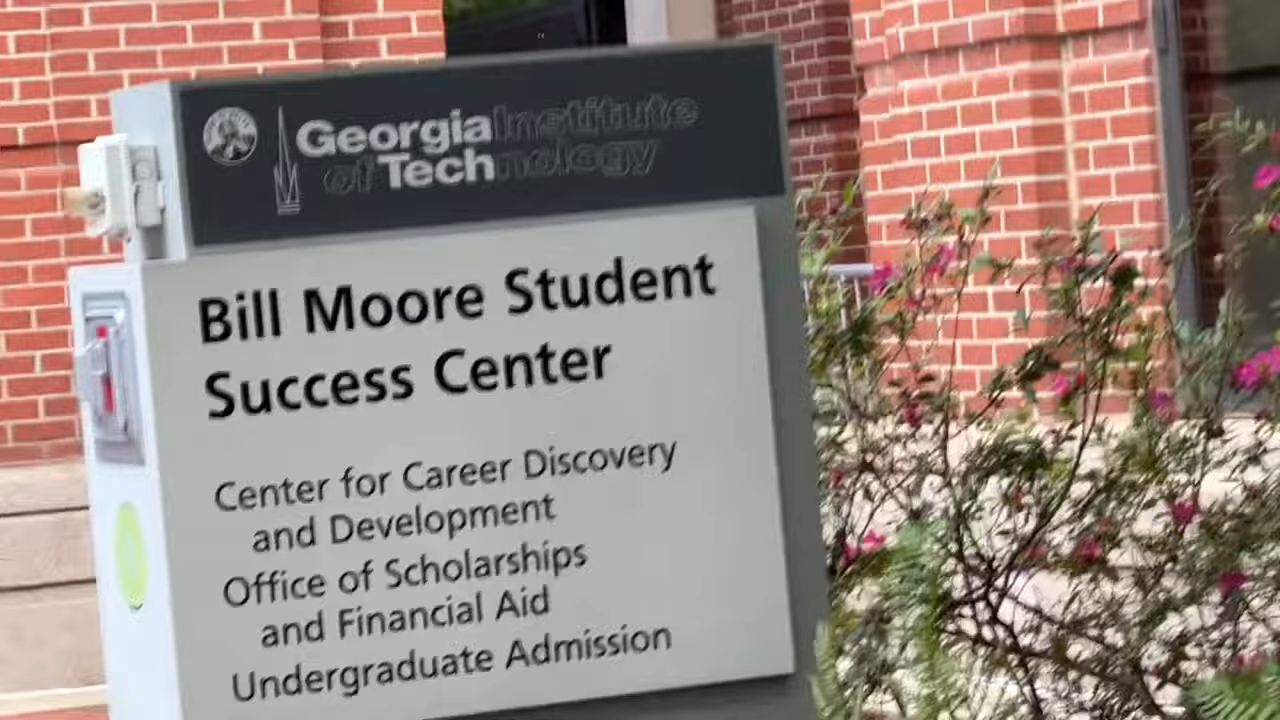 Georgia Institute
of Technology
Bill Moore Student
Success Center
Center for Career Discovery
and Development
Office of Scholarships
and Financial Aid
Undergraduate Admission